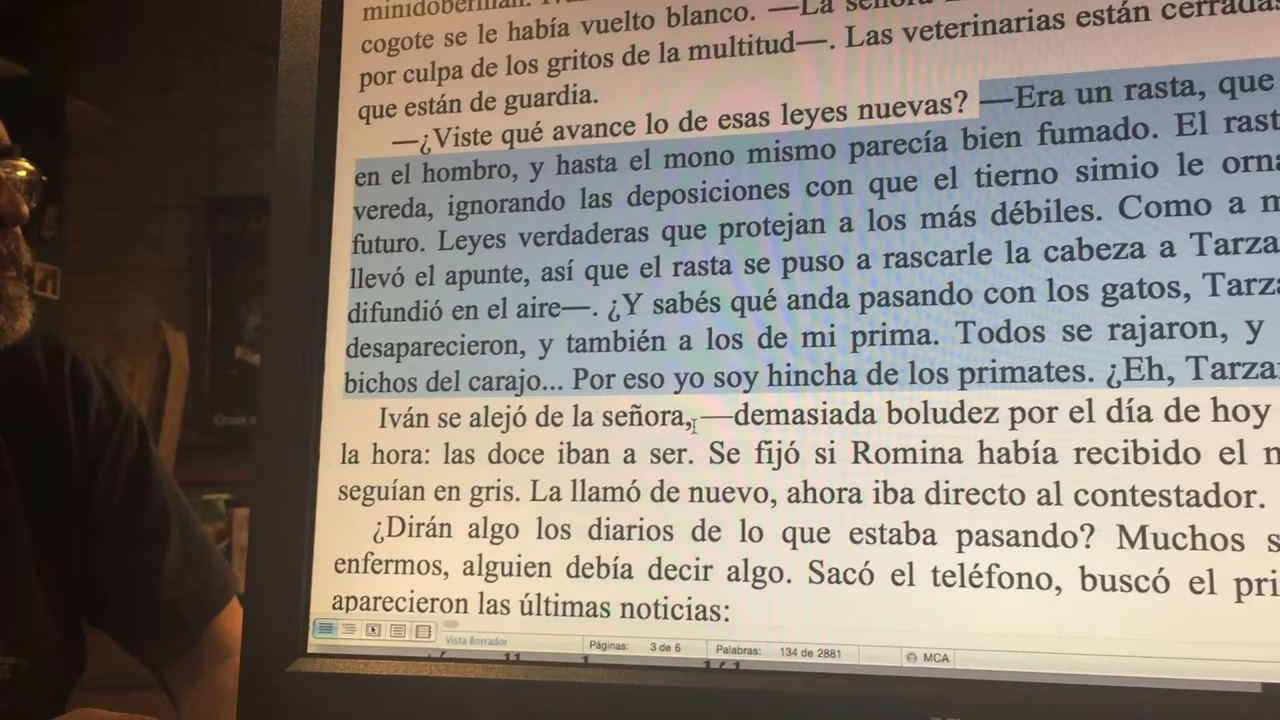 minidoberman.
cogote se le había vuelto blanco. —La señora
por culpa de los gritos de la multitud—. Las veterinarias están cerradas
que están de guardia.
—¿Viste qué avance lo de esas leyes nuevas? —Era un rasta, que
en el hombro, y hasta el mono mismo parecía bien fumado. El rast
vereda, ignorando las deposiciones con que el tierno simio le orna
futuro. Leyes verdaderas que protejan a los más débiles. Como a m
llevó el apunte, así que el rasta se puso a rascarle la cabeza a Tarza
difundió en el aire—. ¿Y sabés qué anda pasando con los gatos, Tarza
desaparecieron, y también a los de mi prima. Todos se rajaron, y
bichos del carajo... Por eso yo soy hincha de los primates. ¿Eh, Tarza
Iván se alejó de la señora, —demasiada boludez por el día de hoy
la hora: las doce iban a ser. Se fijó si Romina había recibido el m
seguían en gris. La llamó de nuevo, ahora iba directo al contestador.
¿Dirán algo los diarios de lo que estaba pasando? Muchos s
enfermos, alguien debía decir algo. Sacó el teléfono, buscó el pri
aparecieron las últimas noticias:
Vista Borrador
Páginas: 3 de 6
Palabras: 134 de 2881
MCA